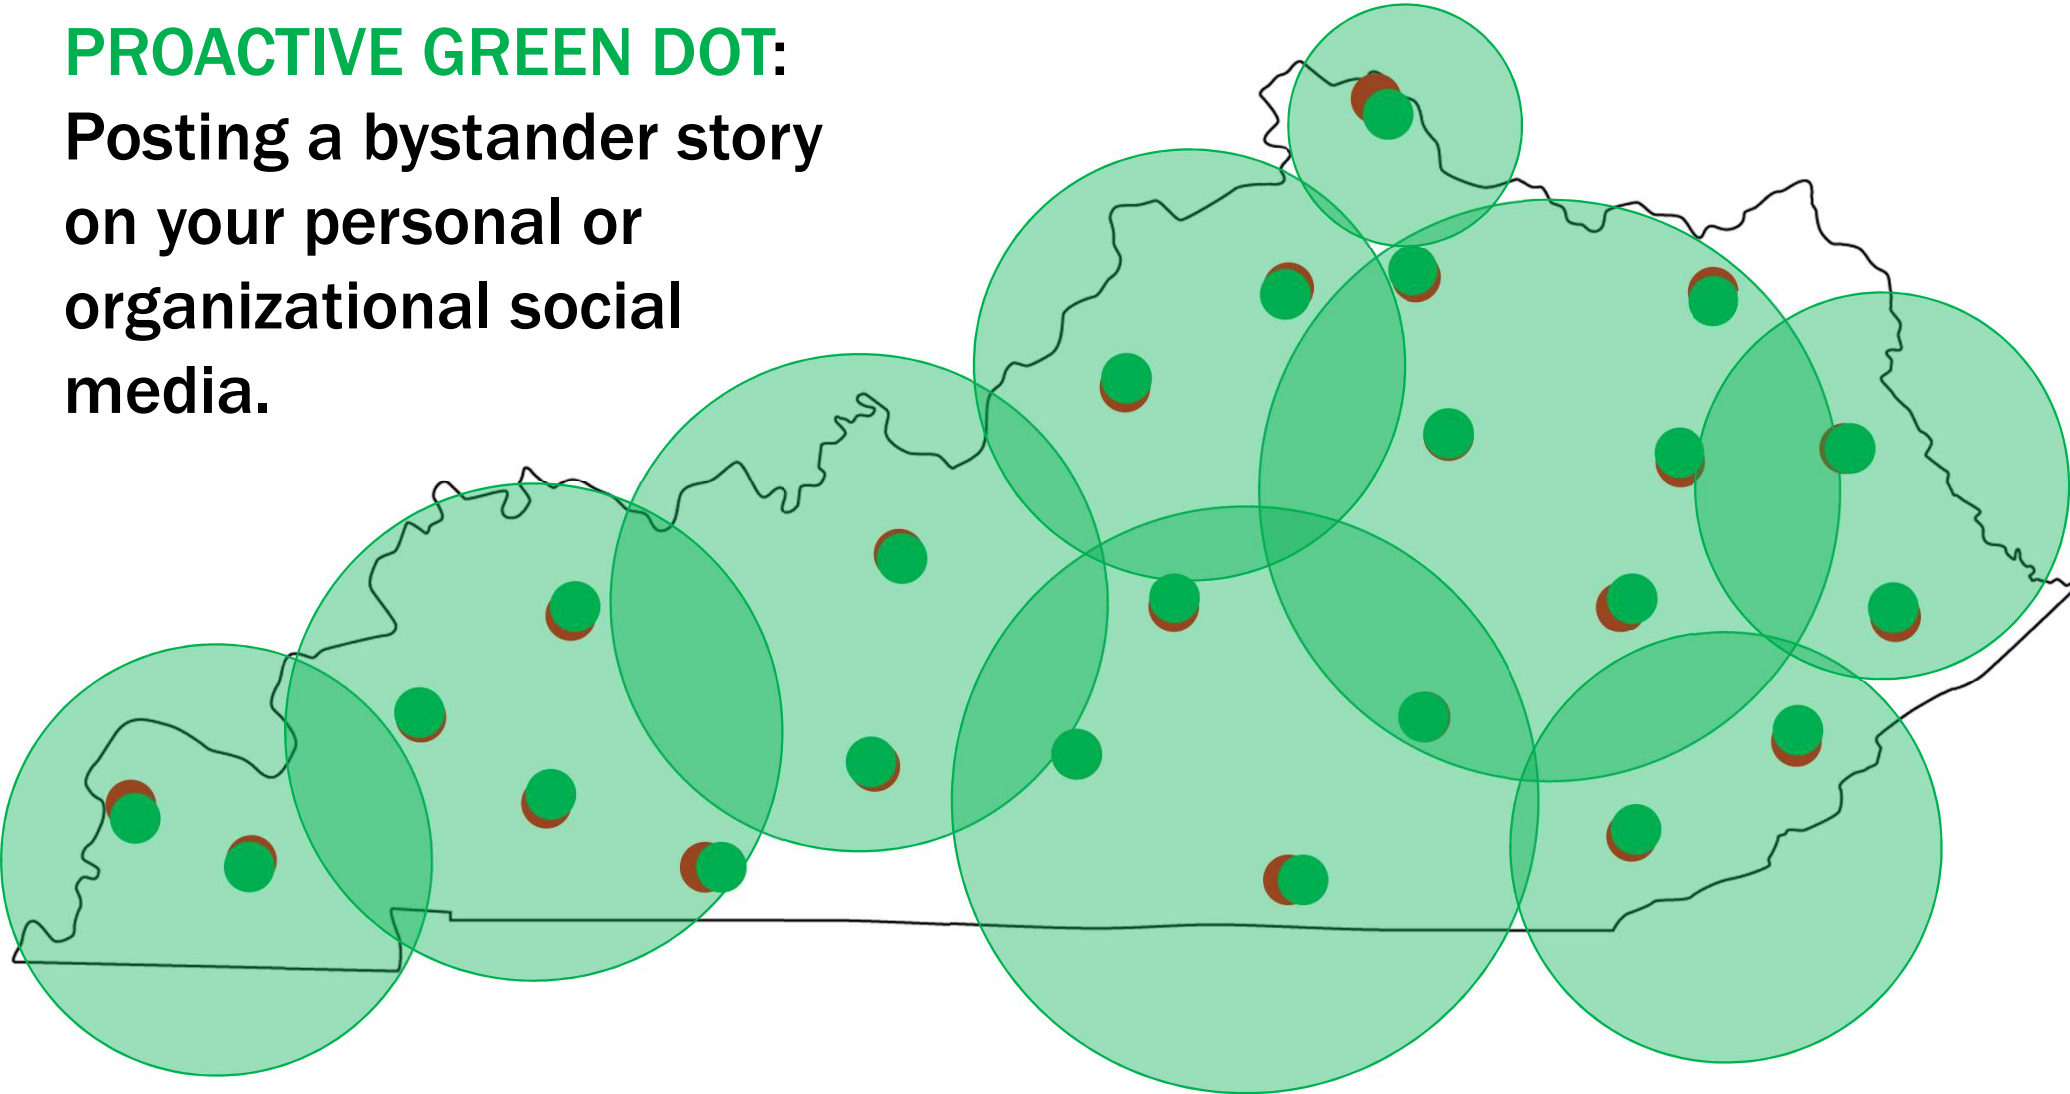 PROACTIVE GREEN DOT:
Posting a bystander story
on your personal or
organizational social
media.